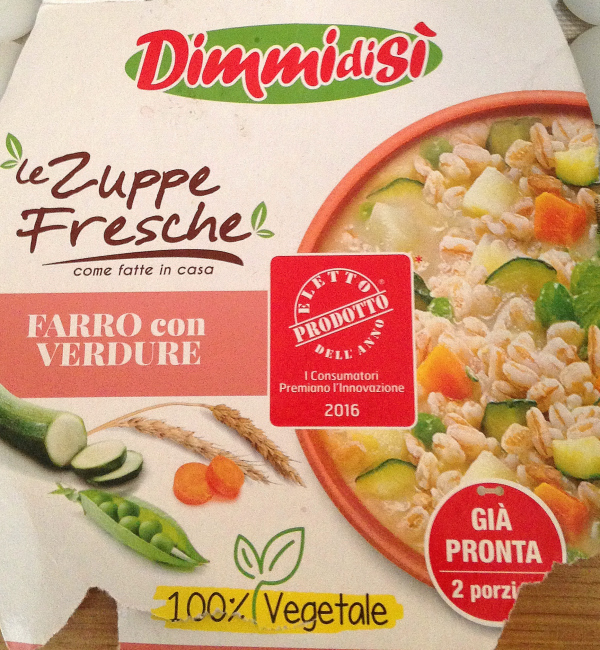 DimmidiSì
le Zuppe
Fresche
come fatte in casa
FARRO con
VERDURE
ELETTO
PRODOTTO
DELL'ANNO
®
*
I Consumatori
Premiano l'Innovazione
2016
GIÀ
PRONTA
2
100% Vegetale